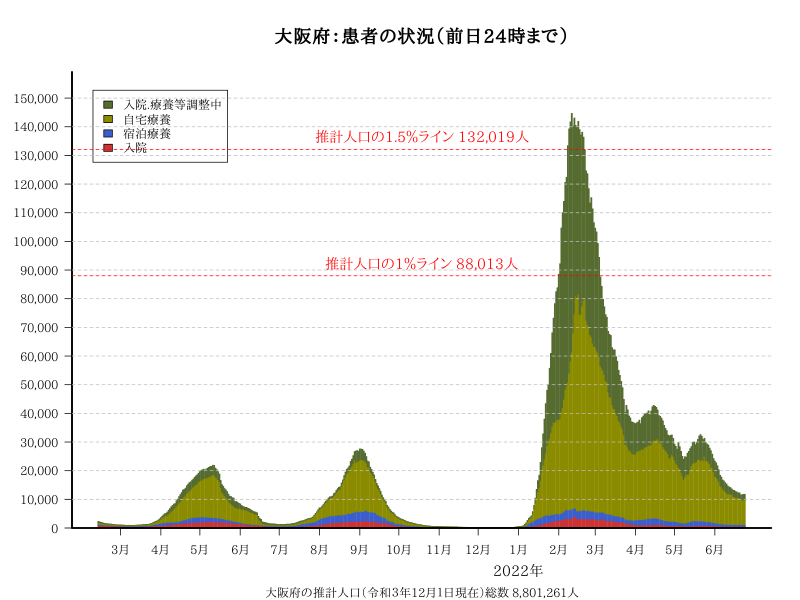 大阪府：患者の状況（前日24時まで）
入院.療養等調整中
自宅療養
宿泊療養
入院
推計人口の1.5%ライン 132,019人
推計人口の1%ライン 88,013人
150,000
140,000
130,000
120,000
110,000
100,000
90,000
80,000
70,000
60,000
50,000
40,000
30,000
20,000
10,000
0
3月 4月 5月 6月 7月 8月 9月 10月 11月 12月 1月 2月 3月 4月 5月 6月
2022年
大阪府の推計人口（令和3年12月1日現在）総数 8,801,261人